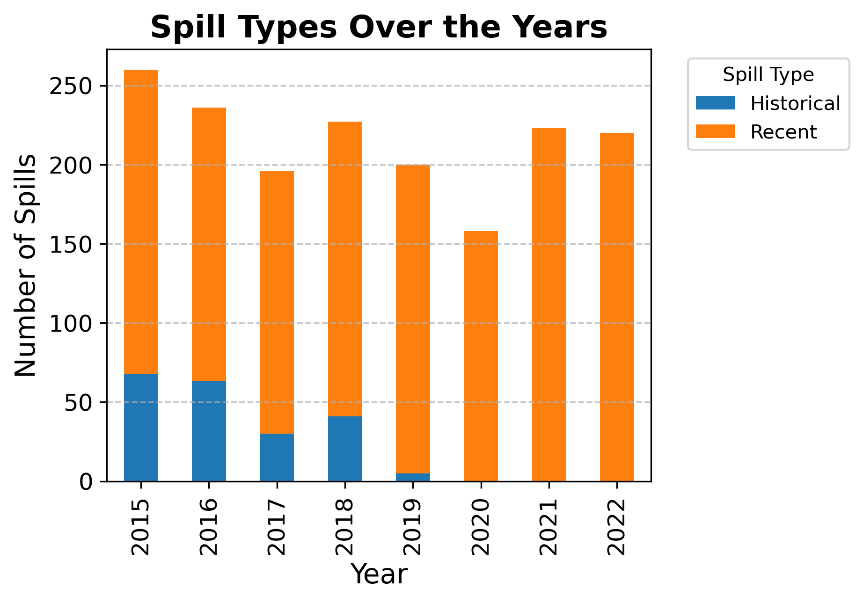 Spill Types Over the Years
Number of Spills
250
200
150
100
50
0
2015
2016
2017
2018
2019
2020
2021
2022
Year
Spill Type
Historical
Recent